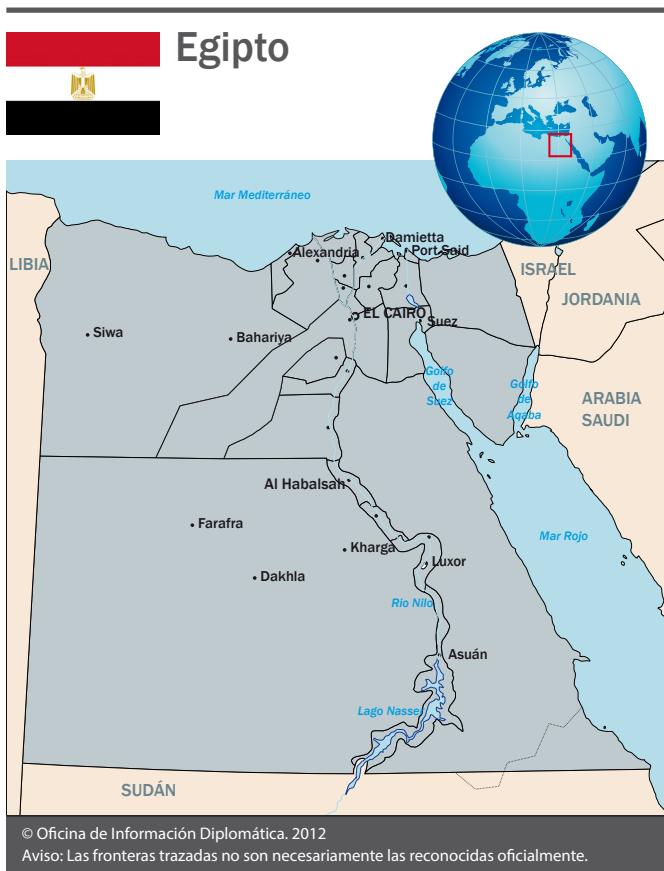 Egipto
Mar Mediterráneo
Damietta
Alexandria
Port Said
LIBIA
ISRAEL
JORDANIA
EL CAIRO
Suez
Siwa
Bahariya
Golfo
de
Suez
Golfo
de
Aqaba
ARABIA
SAUDI
Al Habalsah
Farafra
Kharga
Mar Rojo
Luxor
Dakhla
Rio Nilo
Asuán
Lago Nasser
SUDÁN
© Oficina de Información Diplomática. 2012
Aviso: Las fronteras trazadas no son necesariamente las reconocidas oficialmente.